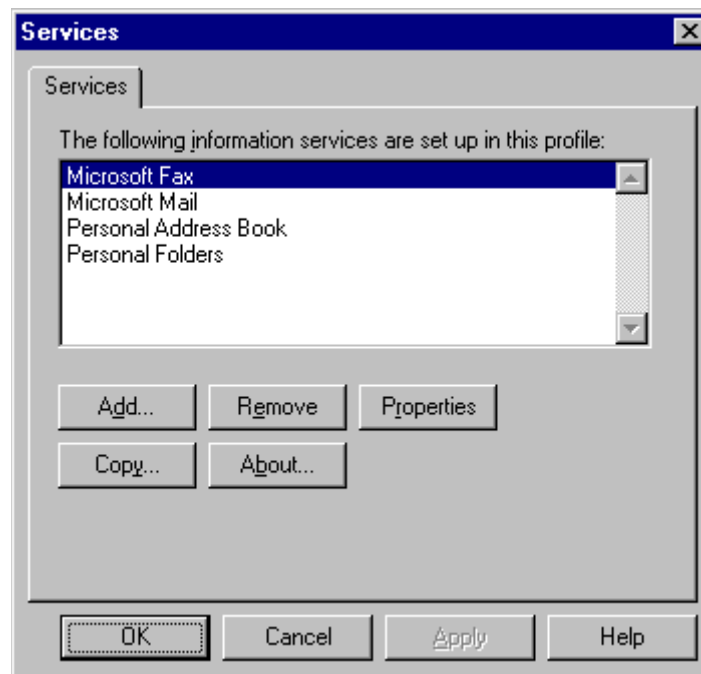 Services
Services
The following information services are set up in this profile:
Microsoft Fax
Microsoft Mail
Personal Address Book
Personal Folders
Add... Remove Properties
Copy... About...
OK Cancel Apply Help